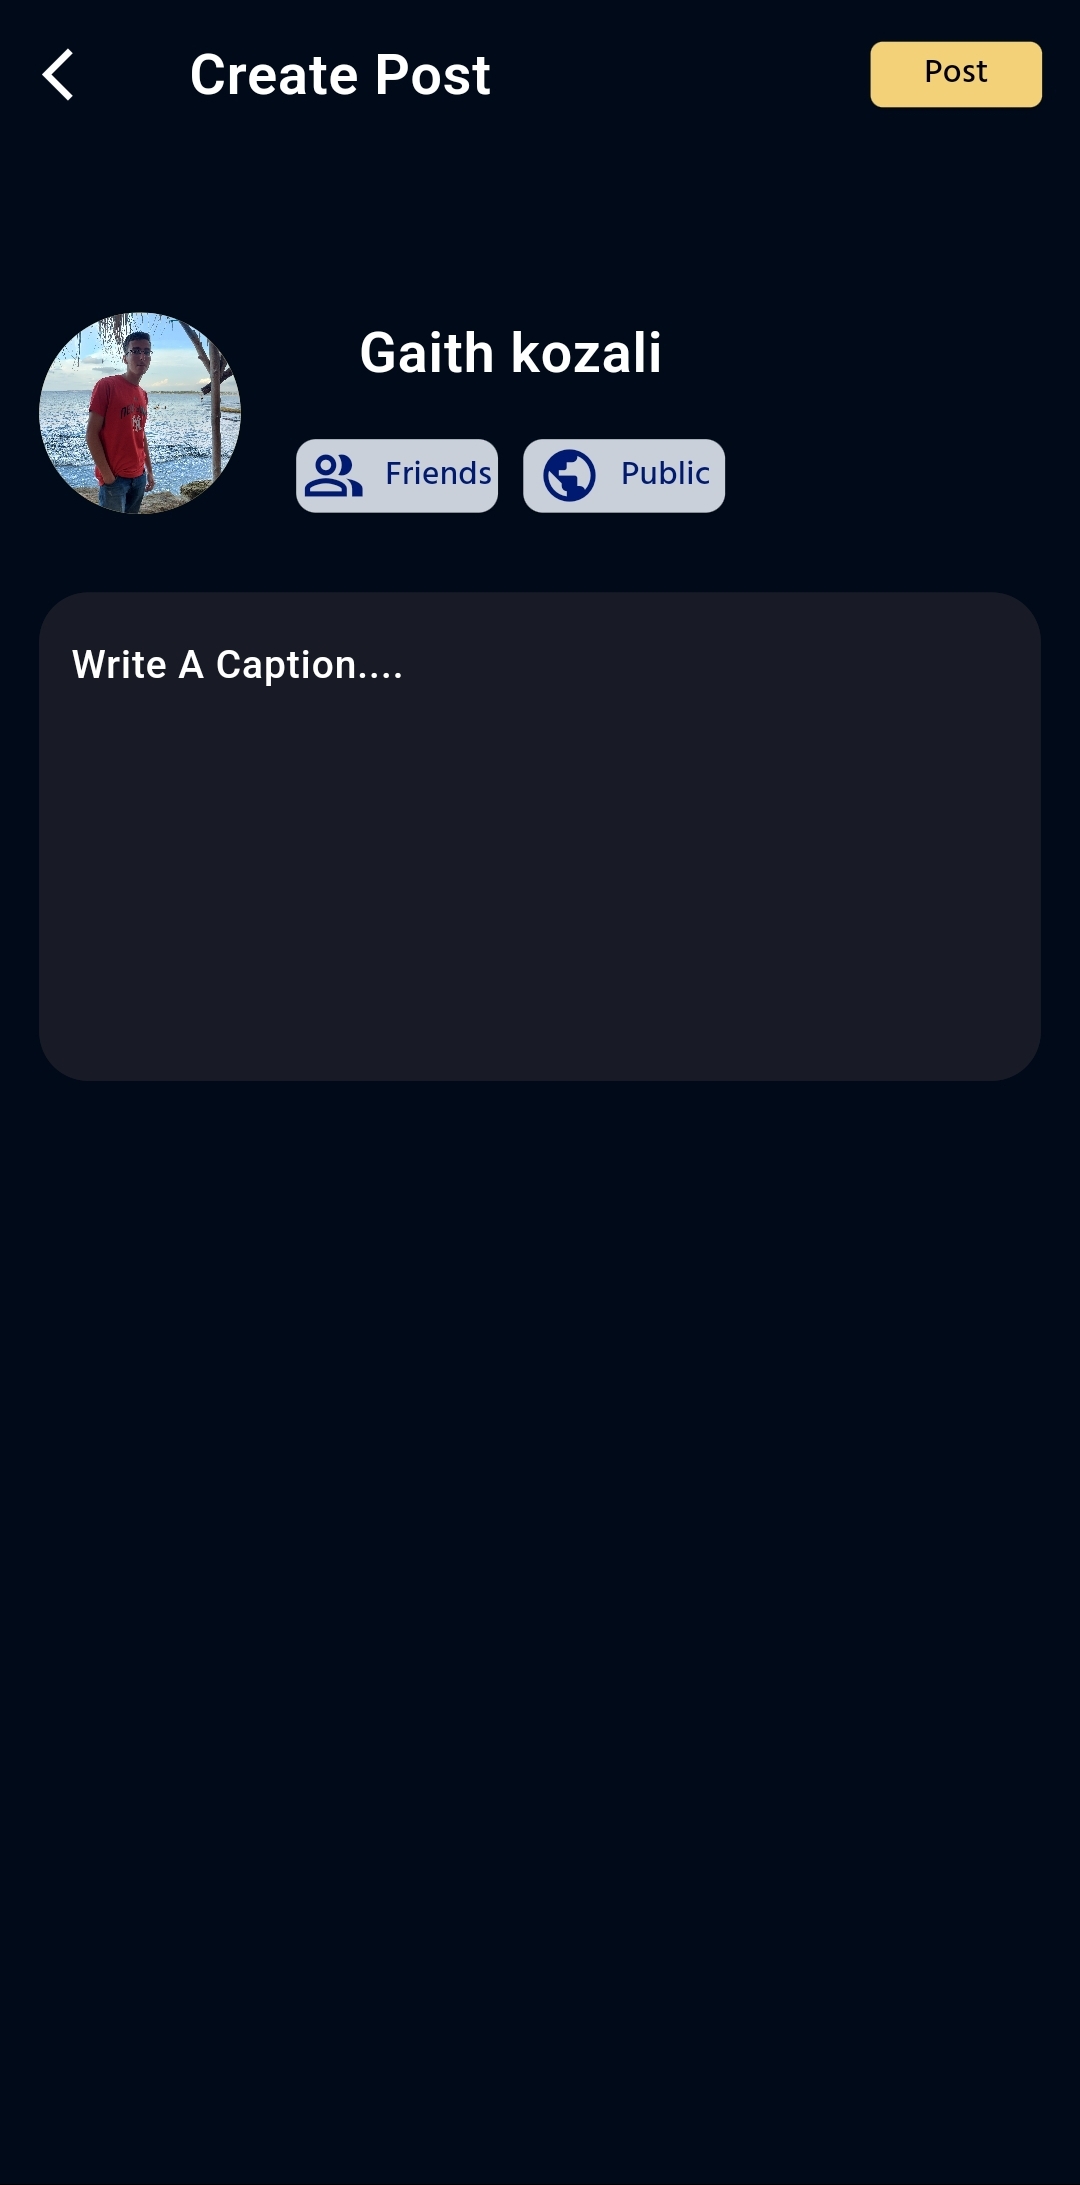 Create Post
Post
Gaith kozali
Friends
Public
Write A Caption....